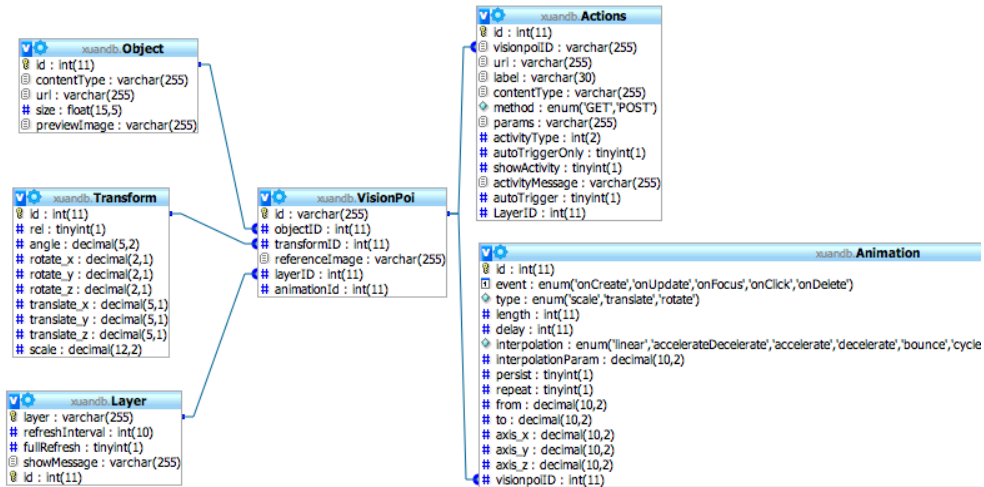 xuandb.Object
id : int(11)
contentType : varchar(255)
url : varchar(255)
size : float(15,5)
previewImage : varchar(255)
xuandb.Transform
id : int(11)
rel : tinyint(1)
angle : decimal(5,2)
rotate_x : decimal(2,1)
rotate_y : decimal(2,1)
rotate_z : decimal(2,1)
translate_x : decimal(5,1)
translate_y : decimal(5,1)
translate_z : decimal(5,1)
scale : decimal(12,2)
xuandb.Layer
layer : varchar(255)
refreshInterval : int(10)
fullRefresh : tinyint(1)
showMessage : varchar(255)
id : int(11)
xuandb.VisionPoi
id : varchar(255)
objectID : int(11)
transformID : int(11)
referenceImage : varchar(255)
layerID : int(11)
animationId : int(11)
xuandb.Actions
id : int(11)
visionpoiID : varchar(255)
uri : varchar(255)
label : varchar(30)
contentType : varchar(255)
method : enum('GET','POST')
params : varchar(255)
activityType : int(2)
autoTriggerOnly : tinyint(1)
showActivity : tinyint(1)
activityMessage : varchar(255)
autoTrigger : tinyint(1)
LayerID : int(11)
xuandb.Animation
id : int(11)
event : enum('onCreate','onUpdate','onFocus','onClick','onDelete')
type : enum('scale','translate','rotate')
length : int(11)
delay : int(11)
interpolation : enum('linear','accelerateDecelerate','accelerate','decelerate','bounce','cycle
interpolationParam : decimal(10,2)
persist : tinyint(1)
repeat : tinyint(1)
from : decimal(10,2)
to : decimal(10,2)
axis_x : decimal(10,2)
axis_y : decimal(10,2)
axis_z : decimal(10,2)
visionpoiID : int(11)